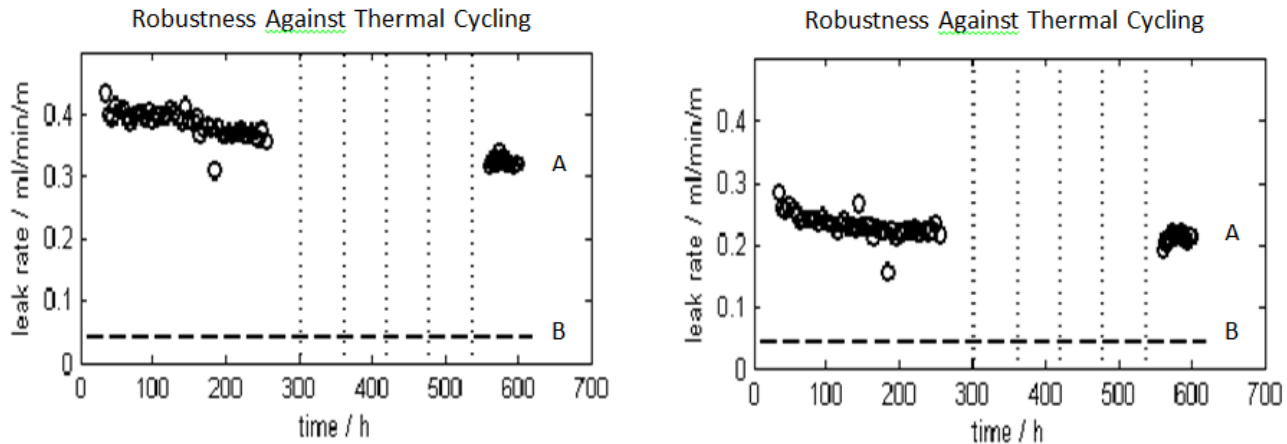 Robustness Against Thermal Cycling
leak rate / ml/min/m
0.4
0.3
0.2
0.1
0
0 100 200 300 400 500 600 700
time / h
A
B
Robustness Against Thermal Cycling
leak rate / ml/min/m
0.4
0.3
0.2
0.1
0
0 100 200 300 400 500 600 700
time / h
A
B